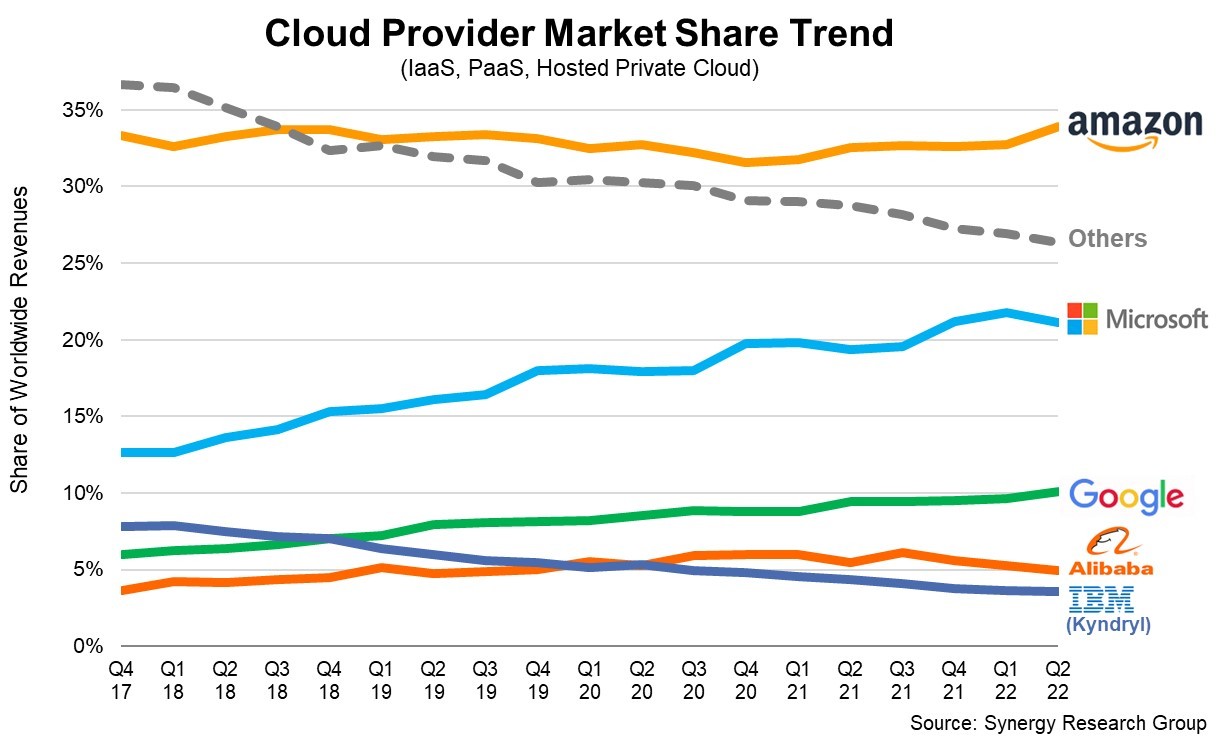 Cloud Provider Market Share Trend
(IaaS, PaaS, Hosted Private Cloud)
Share of Worldwide Revenues
35%
30%
25%
20%
15%
10%
5%
0%
amazon
Others
Microsoft
Google
Alibaba
IBM
(Kyndryl)
Q4 Q1 Q2 Q3 Q4 Q1 Q2 Q3 Q4 Q1 Q2 Q3 Q4 Q1 Q2 Q3 Q4 Q1 Q2
17 18 18 18 18 19 19 19 19 20 20 20 20 21 21 21 21 22 22
Source: Synergy Research Group